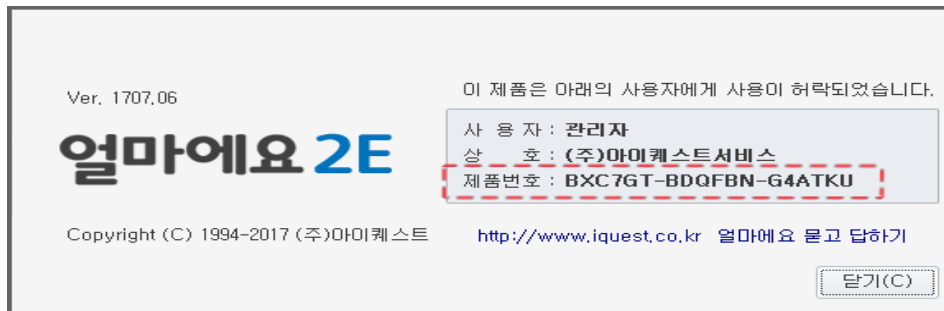 이 제품은 아래의 사용자에게 사용이 허락되었습니다.
Ver. 1707.06
얼마에요 2E
사 용 자 : 관리자
상 호 : (주)아이퀘스트서비스
제품번호 : BXC7GT-BDQFBN-G4ATKU
Copyright (C) 1994-2017 (주)아이퀘스트
http://www.iquest.co.kr 얼마에요 묻고 답하기
닫기(C)